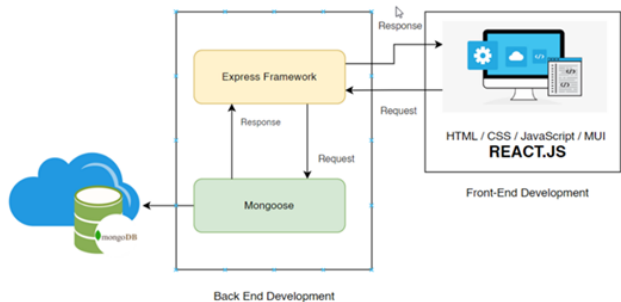 Response
Express Framework
Request
Response
Request
HTML / CSS / JavaScript / MUI
REACT.JS
Front-End Development
Mongoose
mongoDB
Back End Development